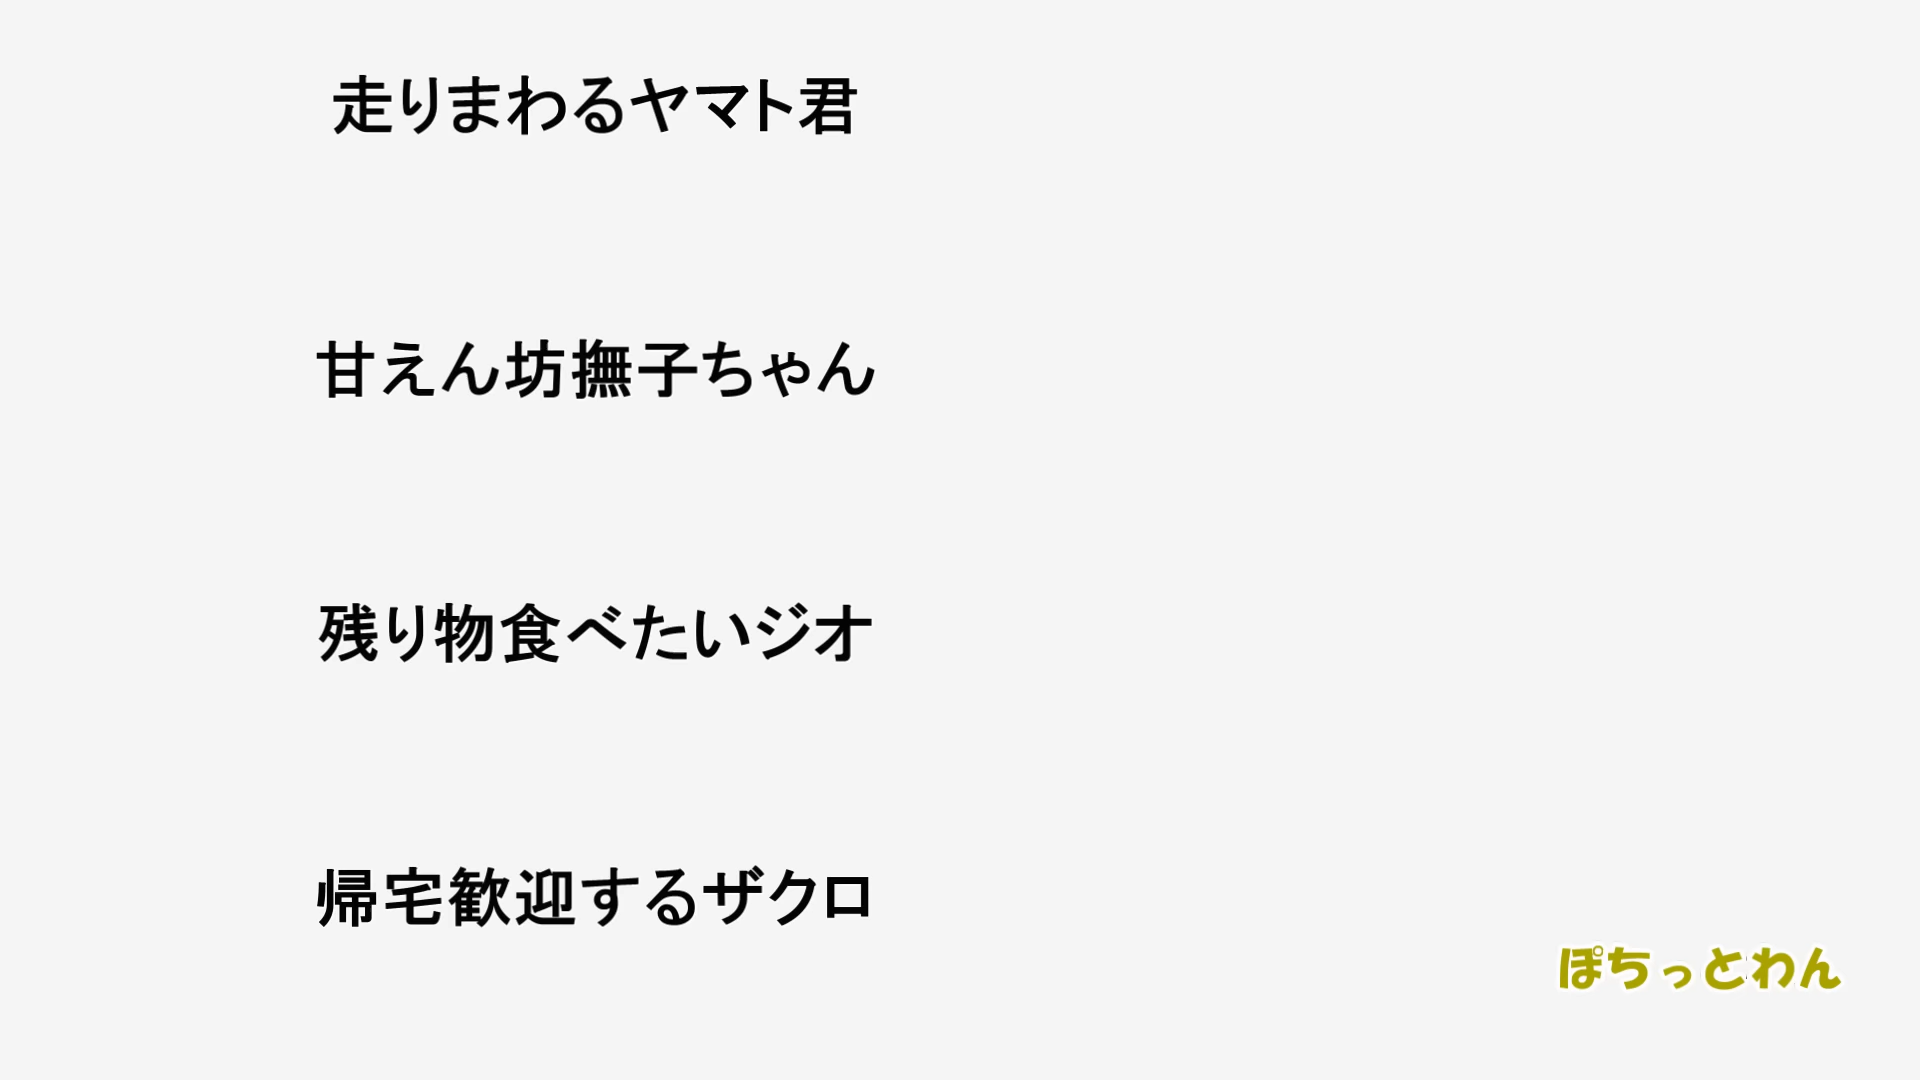 走りまわるヤマト君
甘えん坊撫子ちゃん
残り物食べたいジオ
帰宅歓迎するザクロ
ぽちっとわん